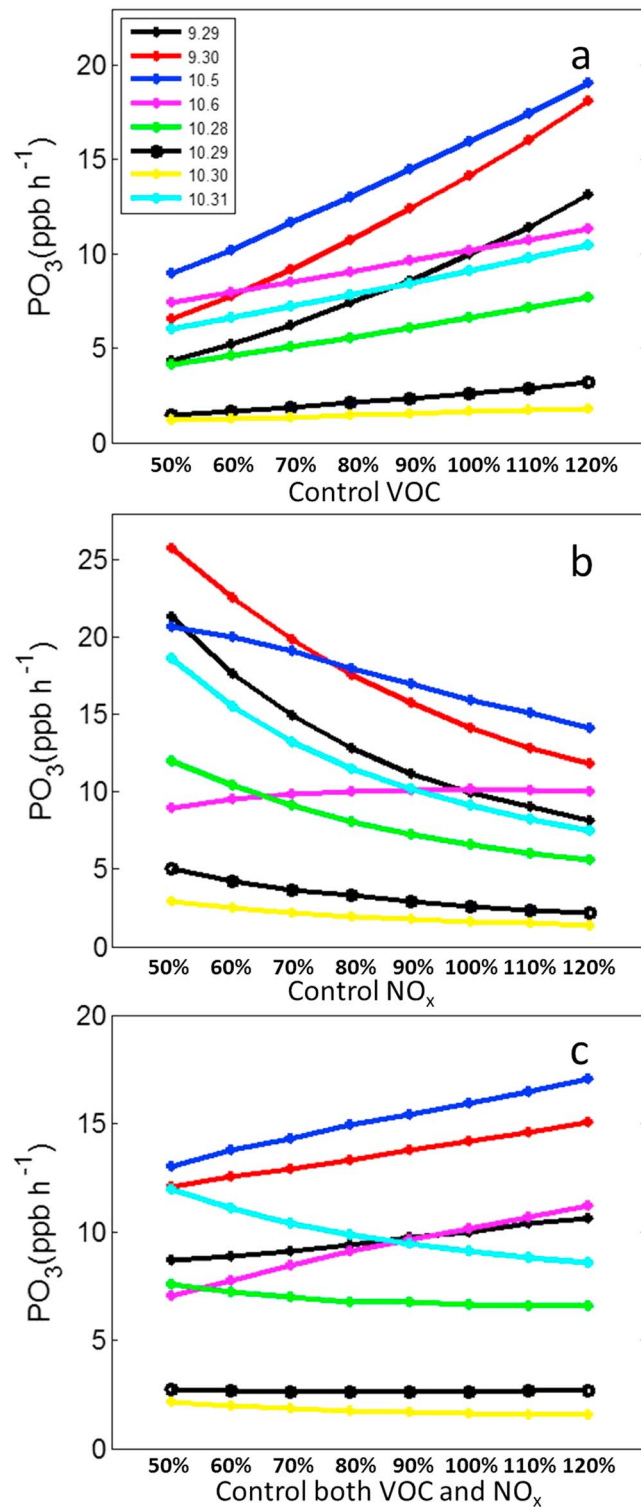 a
9.29
9.30
10.5
10.6
10.28
10.29
10.30
10.31
20
15
10
5
0
PO₃(ppb h⁻¹)
50% 60% 70% 80% 90% 100% 110% 120%
Control VOC
b
25
20
15
10
5
0
PO₃(ppb h⁻¹)
50% 60% 70% 80% 90% 100% 110% 120%
Control NOₓ
c
20
15
10
5
0
PO₃(ppb h⁻¹)
50% 60% 70% 80% 90% 100% 110% 120%
Control both VOC and NOₓ